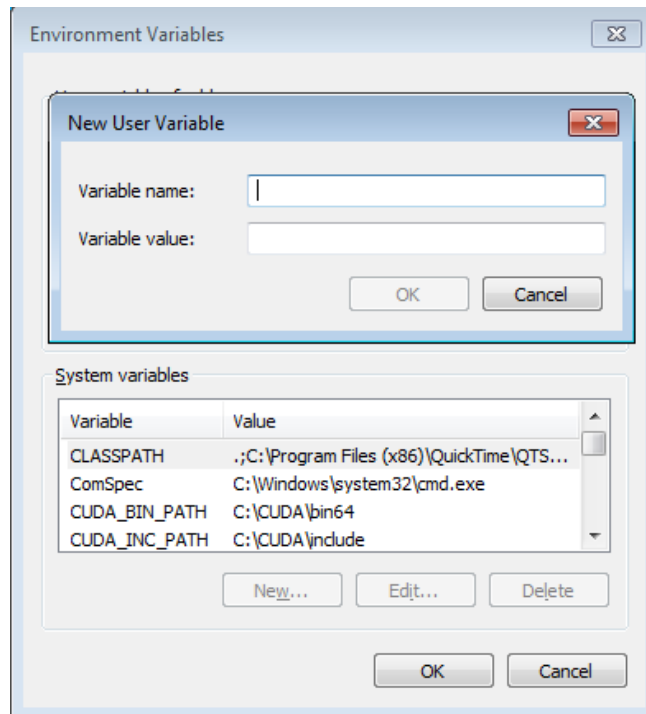 Environment Variables
New User Variable
Variable name:
Variable value:
OK Cancel
System variables
Variable Value
CLASSPATH .;C:\Program Files (x86)\QuickTime\QTS...
ComSpec C:\Windows\system32\cmd.exe
CUDA_BIN_PATH C:\CUDA\bin64
CUDA_INC_PATH C:\CUDA\include
New... Edit... Delete
OK Cancel